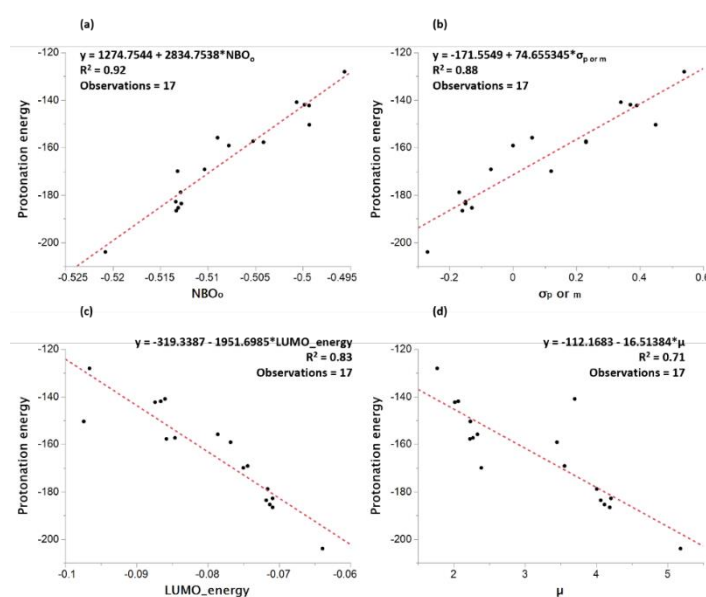 (a)
y = 1274.7544 + 2834.7538*NBOₒ
R² = 0.92
Observations = 17
Protonation energy
-120
-140
-160
-180
-200
-0.525 -0.52 -0.515 -0.51 -0.505 -0.5 -0.495
NBOₒ
(b)
y = -171.5549 + 74.655345*σp or m
R² = 0.88
Observations = 17
Protonation energy
-120
-140
-160
-180
-200
-0.2 0 0.2 0.4 0.6
σp or m
(c)
y = -319.3387 - 1951.6985*LUMO_energy
R² = 0.83
Observations = 17
Protonation energy
-120
-140
-160
-180
-200
-0.1 -0.09 -0.08 -0.07 -0.06
LUMO_energy
(d)
y = -112.1683 - 16.51384*μ
R² = 0.71
Observations = 17
Protonation energy
-120
-140
-160
-180
-200
2 3 4 5
μ